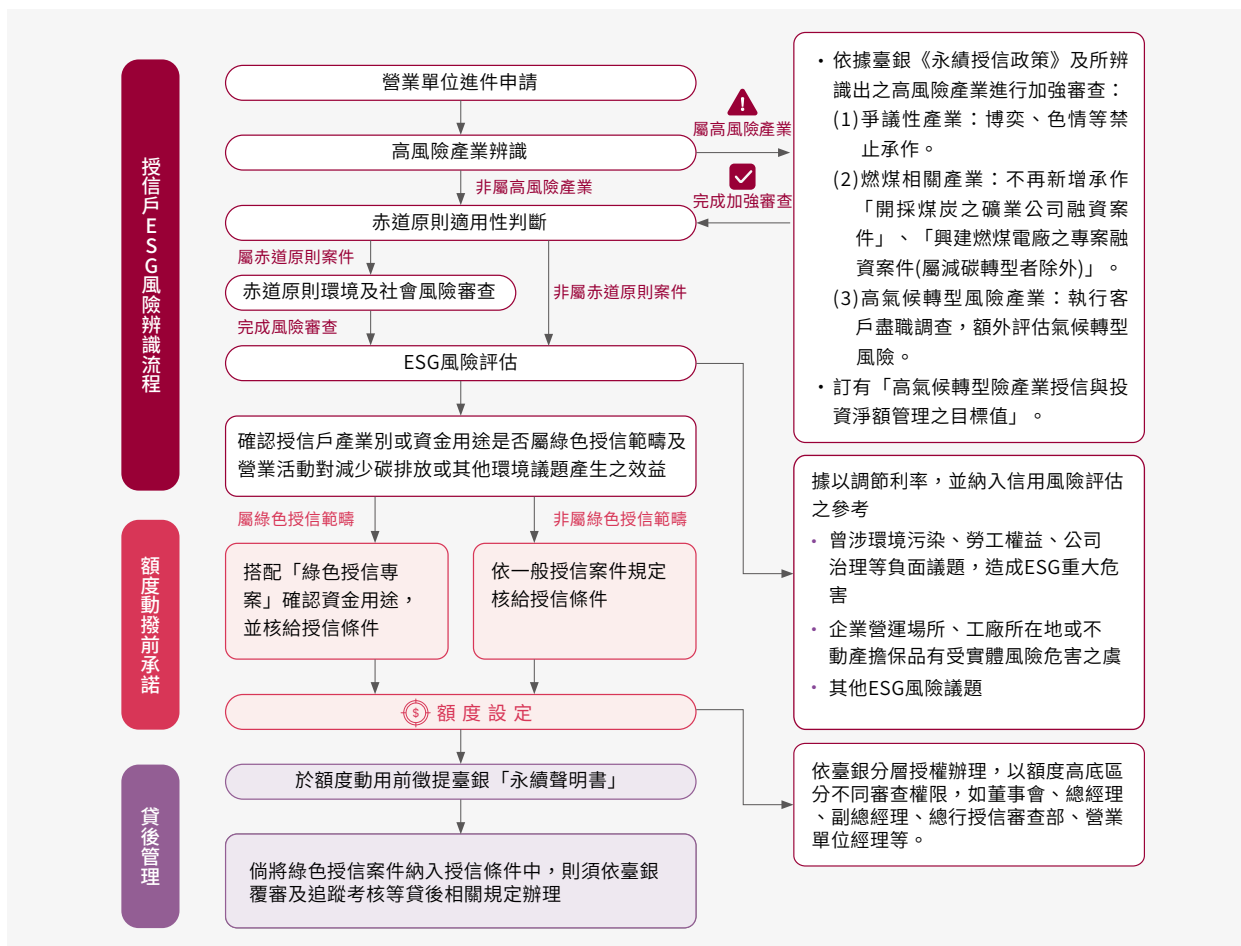 授信戶ESG風險辨識流程
營業單位進件申請
高風險產業辨識
屬高風險產業
非屬高風險產業
完成加強審查
赤道原則適用性判斷
屬赤道原則案件
赤道原則環境及社會風險審查
非屬赤道原則案件
完成風險審查
ESG風險評估
確認授信戶產業別或資金用途是否屬綠色授信範疇及
營業活動對減少碳排放或其他環境議題產生之效益
・依據臺銀《永續授信政策》及所辨
識出之高風險產業進行加強審查：
(1)爭議性產業：博奕、色情等禁
止承作。
(2)燃煤相關產業：不再新增承作
「開採煤炭之礦業公司融資案
件」、「興建燃煤電廠之專案融
資案件(屬減碳轉型者除外)」。
(3)高氣候轉型風險產業：執行客
戶盡職調查，額外評估氣候轉型
風險。
・訂有「高氣候轉型險產業授信與投
資淨額管理之目標值」。
據以調節利率，並納入信用風險評估
之參考
• 曾涉環境污染、勞工權益、公司
治理等負面議題，造成ESG重大危
害
• 企業營運場所、工廠所在地或不
動產擔保品有受實體風險危害之虞
• 其他ESG風險議題
額度動撥前承諾
屬綠色授信範疇
非屬綠色授信範疇
搭配「綠色授信專
案」確認資金用途，
並核給授信條件
依一般授信案件規定
核給授信條件
$ 額度設定
依臺銀分層授權辦理，以額度高底區
分不同審查權限，如董事會、總經理
、副總經理、總行授信審查部、營業
單位經理等。
貸後管理
於額度動用前徵提臺銀「永續聲明書」
倘將綠色授信案件納入授信條件中，則須依臺銀
覆審及追蹤考核等貸後相關規定辦理